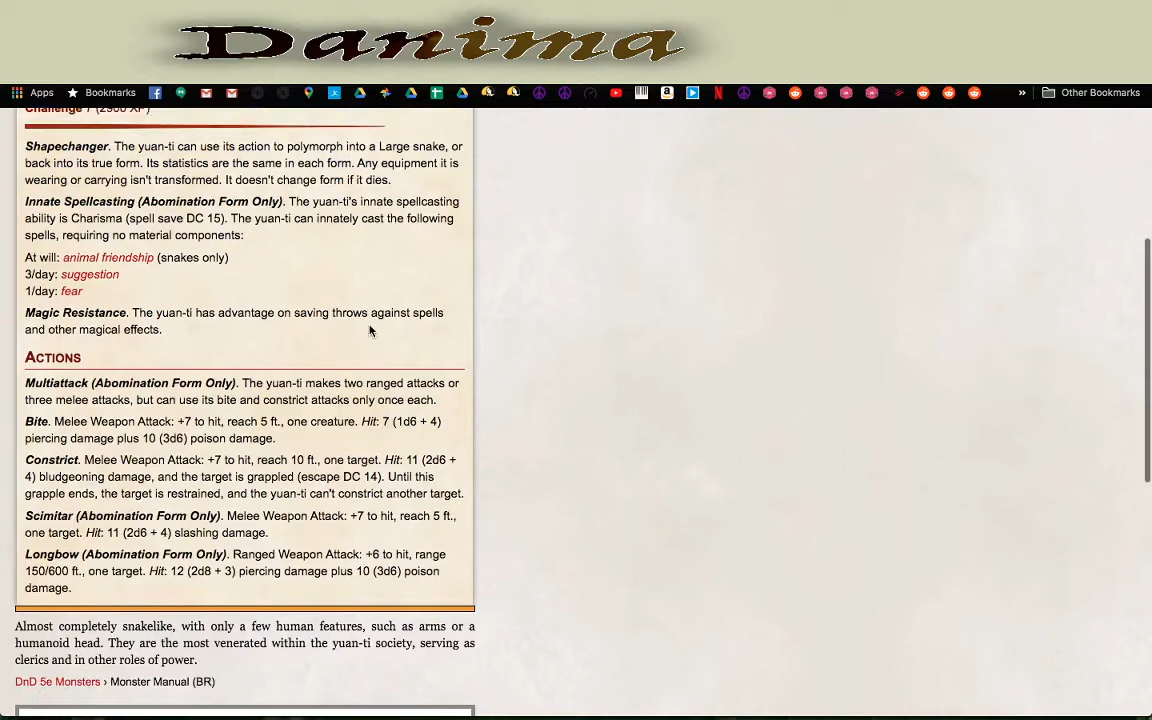 Danima
Apps Bookmarks » Other Bookmarks
Challenge 7 (2900 XP)
Shapechanger. The yuan-ti can use its action to polymorph into a Large snake, or
back into its true form. Its statistics are the same in each form. Any equipment it is
wearing or carrying isn't transformed. It doesn't change form if it dies.
Innate Spellcasting (Abomination Form Only). The yuan-ti's innate spellcasting
ability is Charisma (spell save DC 15). The yuan-ti can innately cast the following
spells, requiring no material components:
At will: animal friendship (snakes only)
3/day: suggestion
1/day: fear
Magic Resistance. The yuan-ti has advantage on saving throws against spells
and other magical effects.
ACTIONS
Multiattack (Abomination Form Only). The yuan-ti makes two ranged attacks or
three melee attacks, but can use its bite and constrict attacks only once each.
Bite. Melee Weapon Attack: +7 to hit, reach 5 ft., one creature. Hit: 7 (1d6 + 4)
piercing damage plus 10 (3d6) poison damage.
Constrict. Melee Weapon Attack: +7 to hit, reach 10 ft., one target. Hit: 11 (2d6 +
4) bludgeoning damage, and the target is grappled (escape DC 14). Until this
grapple ends, the target is restrained, and the yuan-ti can't constrict another target.
Scimitar (Abomination Form Only). Melee Weapon Attack: +7 to hit, reach 5 ft.,
one target. Hit: 11 (2d6 + 4) slashing damage.
Longbow (Abomination Form Only). Ranged Weapon Attack: +6 to hit, range
150/600 ft., one target. Hit: 12 (2d8 + 3) piercing damage plus 10 (3d6) poison
damage.
Almost completely snakelike, with only a few human features, such as arms or a
humanoid head. They are the most venerated within the yuan-ti society, serving as
clerics and in other roles of power.
DnD 5e Monsters › Monster Manual (BR)